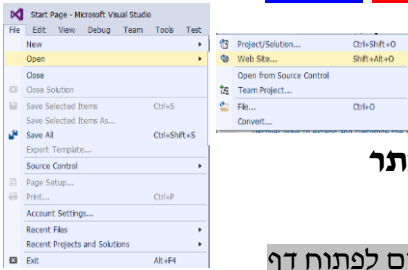 Start Page - Microsoft Visual Studio
File Edit View Debug Team Tools Test
New
Open
Close
Close Solution
Save Selected Items Ctrl+S
Save Selected Items As...
Save All Ctrl+Shift+S
Export Template...
Source Control
Page Setup...
Print... Ctrl+P
Account Settings...
Recent Files
Recent Projects and Solutions
Exit Alt+F4
Project/Solution... Ctrl+Shift+O
Web Site... Shift+Alt+O
Open from Source Control
Team Project...
File... Ctrl+O
Convert...
לפתוח דף